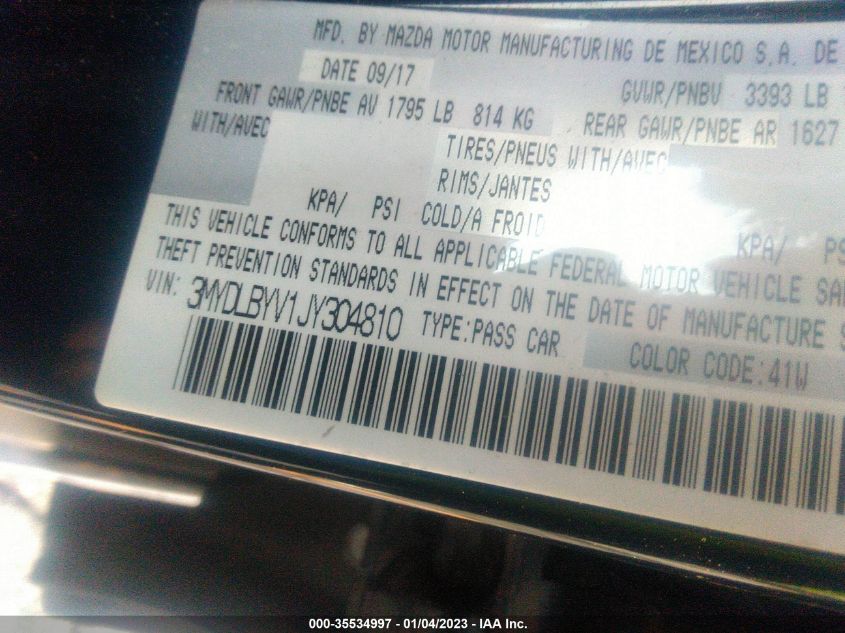 MFD. BY MAZDA MOTOR MANUFACTURING DE MEXICO S.A. DE
DATE 09/17 GVWR/PNBV 3393 LB
FRONT GAWR/PNBE AV 1795 LB 814 KG REAR GAWR/PNBE AR 1627
WITH/AVEC TIRES/PNEUS WITH/AVEC
RIMS/JANTES
KPA/ PSI COLD/A FROID KPA/
THIS VEHICLE CONFORMS TO ALL APPLICABLE FEDERAL MOTOR VEHICLE
THEFT PREVENTION STANDARDS IN EFFECT ON THE DATE OF MANUFACTURE
VIN: 3MYDLBYV1JY304810 TYPE:PASS CAR COLOR CODE:41W
000-35534997 - 01/04/2023 - IAA Inc.